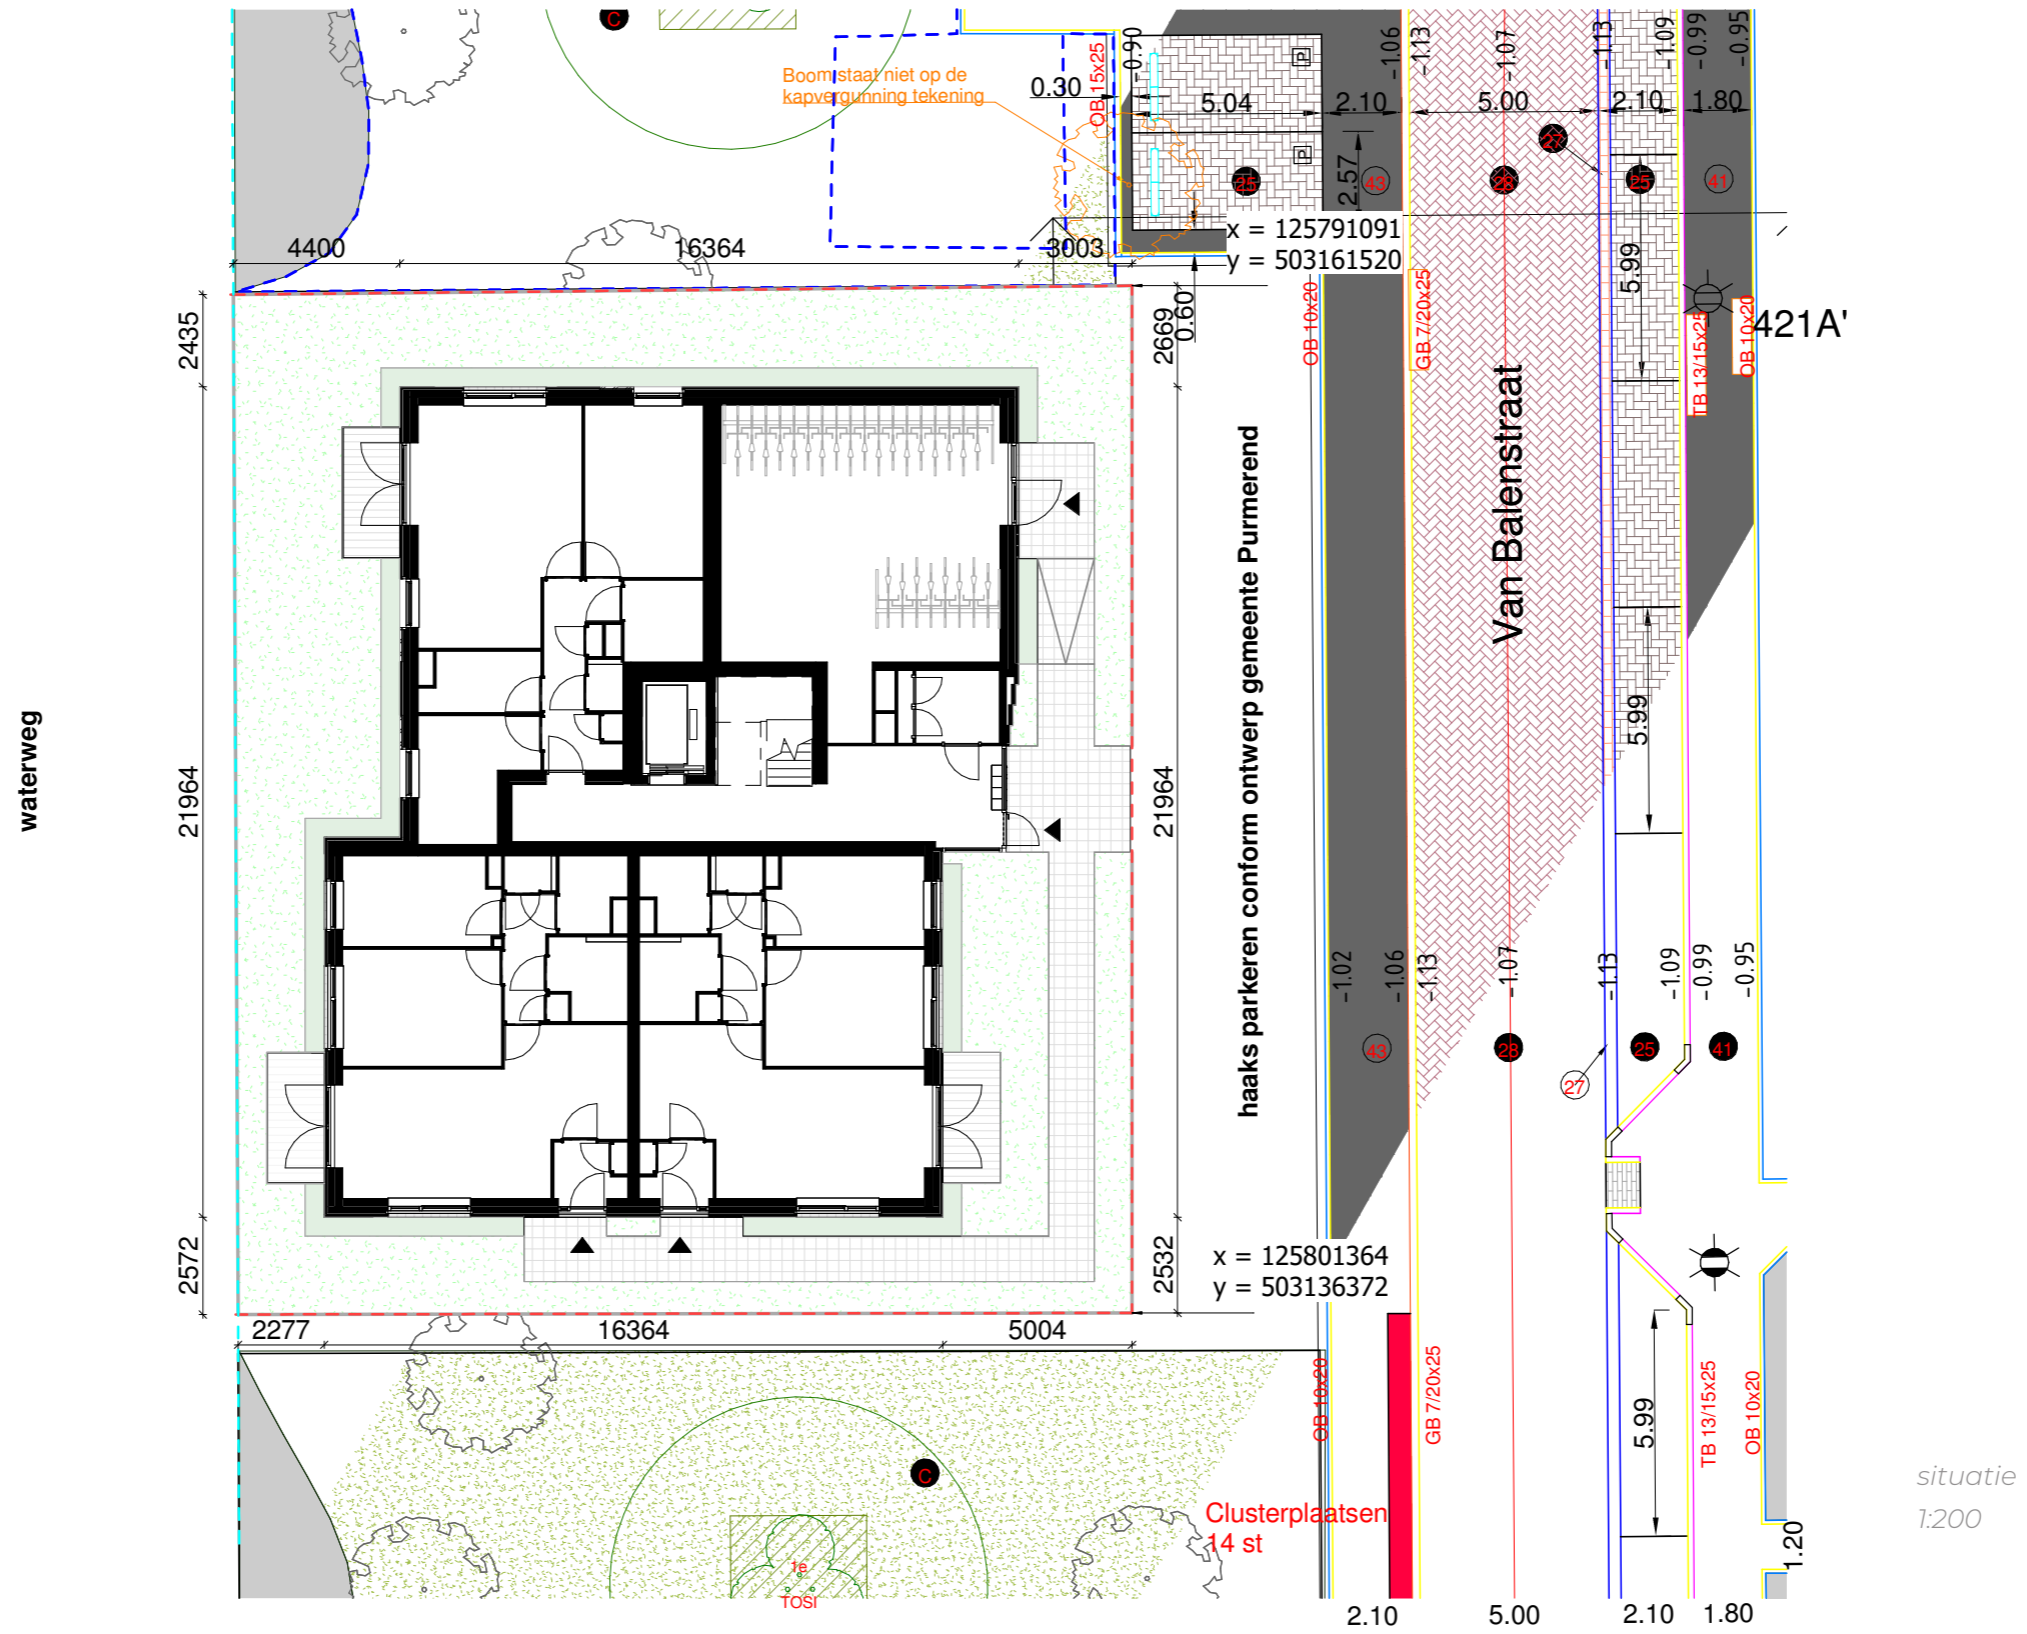 C
Boom staat niet op de
kapvergunning tekening
0.30
OB 15x25
-0.90
5.04
2.10
5.00
2.10
1.80
-1.06
-1.13
-1.07
-1.13
-1.09
-0.99
-0.95
P
P
2.57
43
28
27
25
41
4400
16364
3003
x = 125791091
y = 503161520
5.99
2435
2669
0.60
OB 10x20
GB 7/20x25
TB 13/15x25
OB 10x20
421A'
Van Balenstraat
haaks parkeren conform ontwerp gemeente Purmerend
waterweg
21964
21964
5.99
-1.02
-1.06
-1.13
-1.07
-1.13
-1.09
-0.99
-0.95
43
28
27
25
41
2572
2532
x = 125801364
y = 503136372
2277
16364
5004
OB 10x20
GB 7/20x25
5.99
TB 13/15x25
OB 10x20
C
Clusterplaatsen
14 st
1e
TOSI
1.20
2.10
5.00
2.10
1.80
situatie
1:200